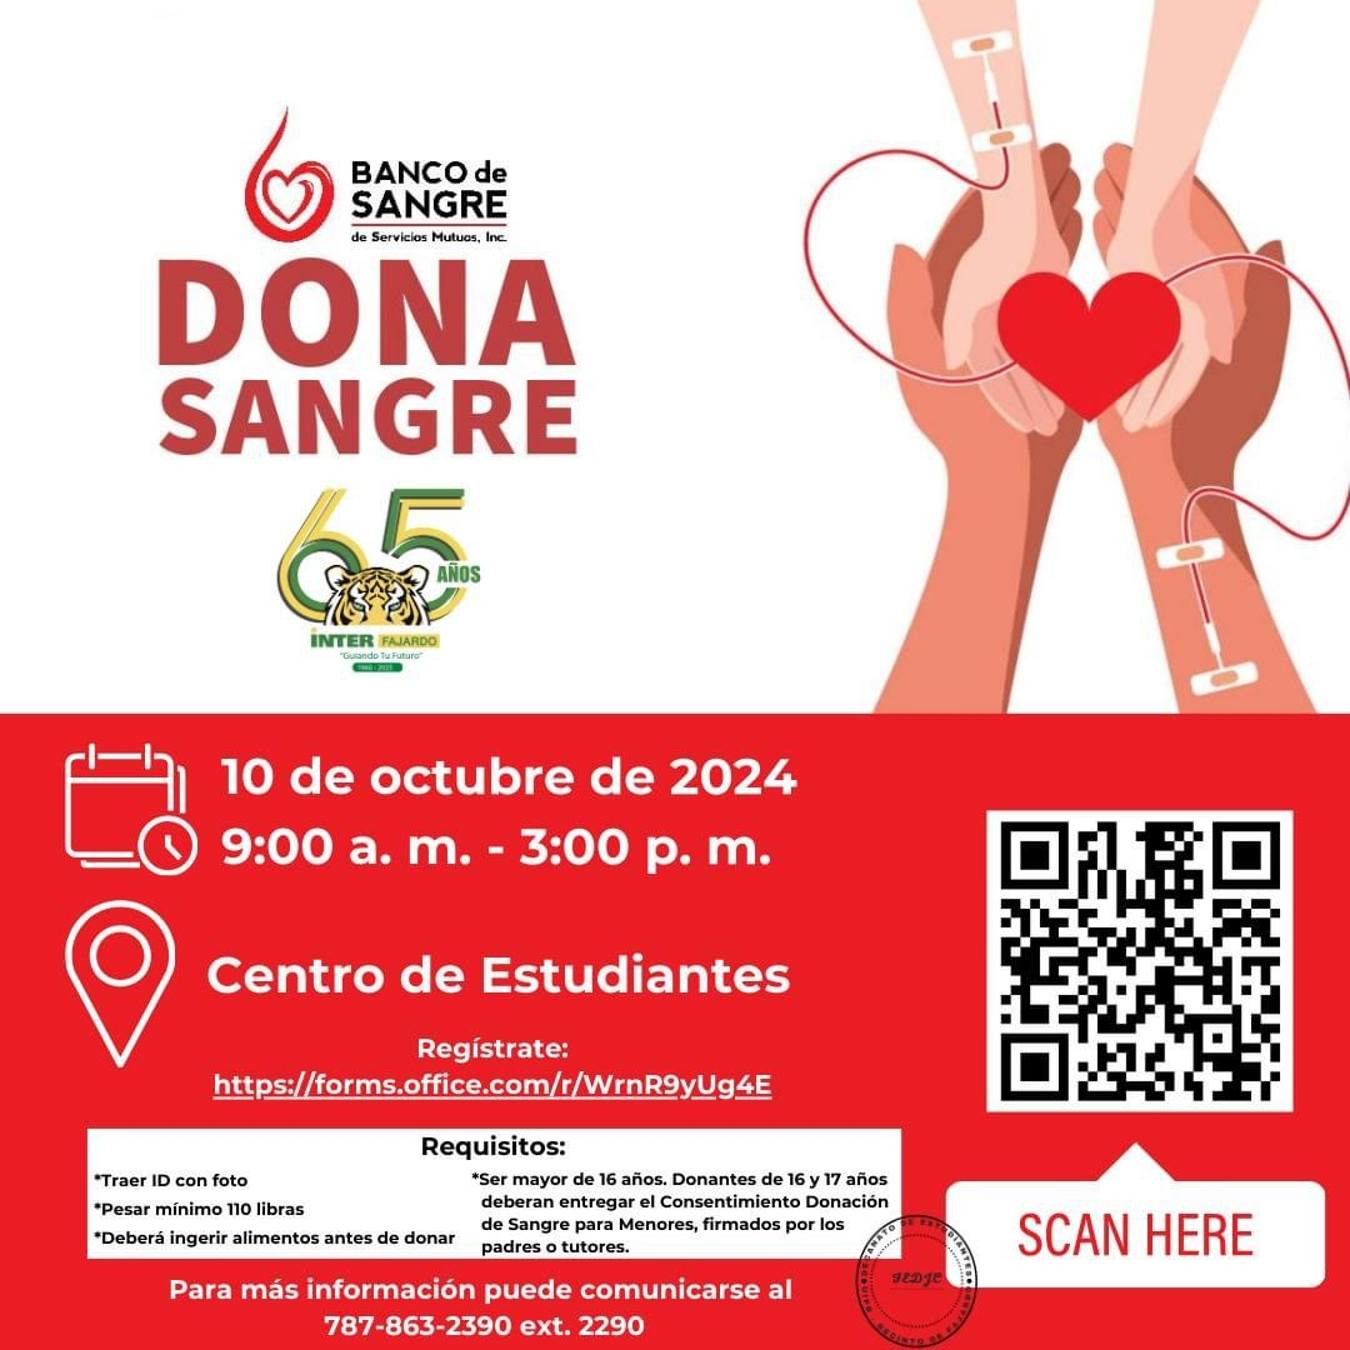 BANCO de
SANGRE
de Servicios Mutuos, Inc.
DONA
SANGRE
65
AÑOS
INTER FAJARDO
"Guiando Tu Futuro"
10 de octubre de 2024
9:00 a. m. - 3:00 p. m.
Centro de Estudiantes
Regístrate:
https://forms.office.com/r/WrnR9yUg4E
Requisitos:
*Traer ID con foto
*Pesar mínimo 110 libras
*Deberá ingerir alimentos antes de donar
*Ser mayor de 16 años. Donantes de 16 y 17 años
deberan entregar el Consentimiento Donación
de Sangre para Menores, firmados por los
padres o tutores.
SCAN HERE
DECANATO DE ESTUDIANTES
RECINTO DE FAJARDO
Para más información puede comunicarse al
787-863-2390 ext. 2290